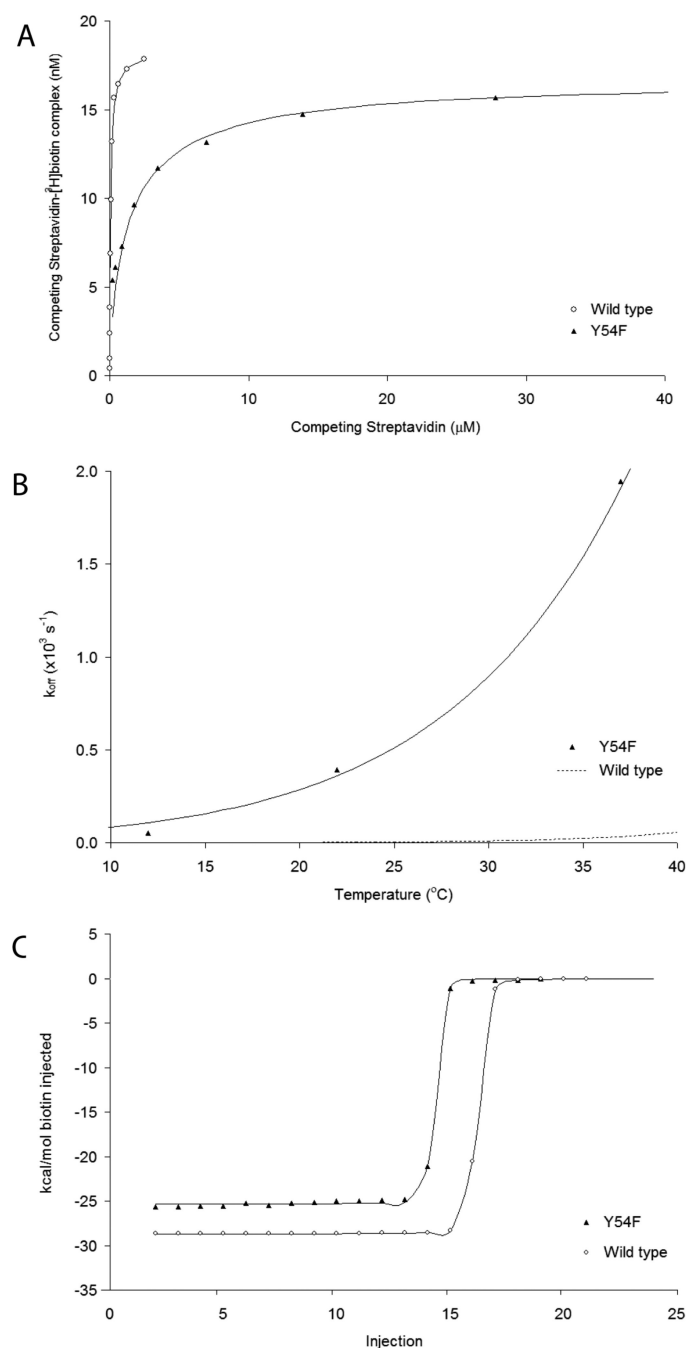 A
20
15
10
5
0
0 10 20 30 40
Competing Streptavidin-[³H]biotin complex (nM)
Wild type
Y54F
Competing Streptavidin (μM)
B
2.0
1.5
1.0
0.5
0.0
10 15 20 25 30 35 40
koff (x10³ s⁻¹)
Y54F
Wild type
Temperature (°C)
C
5
0
-5
-10
-15
-20
-25
-30
-35
0 5 10 15 20 25
kcal/mol biotin injected
Y54F
Wild type
Injection